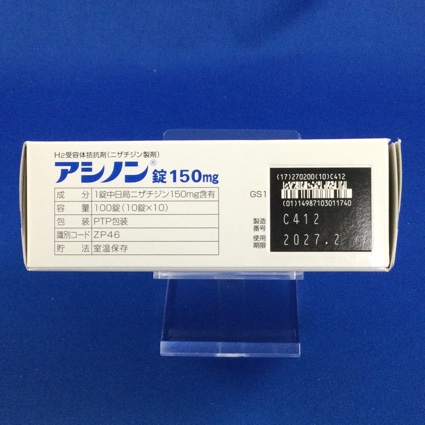 H2受容体拮抗剤(ニザチジン製剤)
アシノン®錠150mg
成分 1錠中日局ニザチジン150mg含有
容量 100錠(10錠×10)
包装 PTP包装
識別コード ZP46
貯法 室温保存
(17)270200(10)C412
GS1
(01)14987103011740
製造番号 C412
使用期限 2027.2